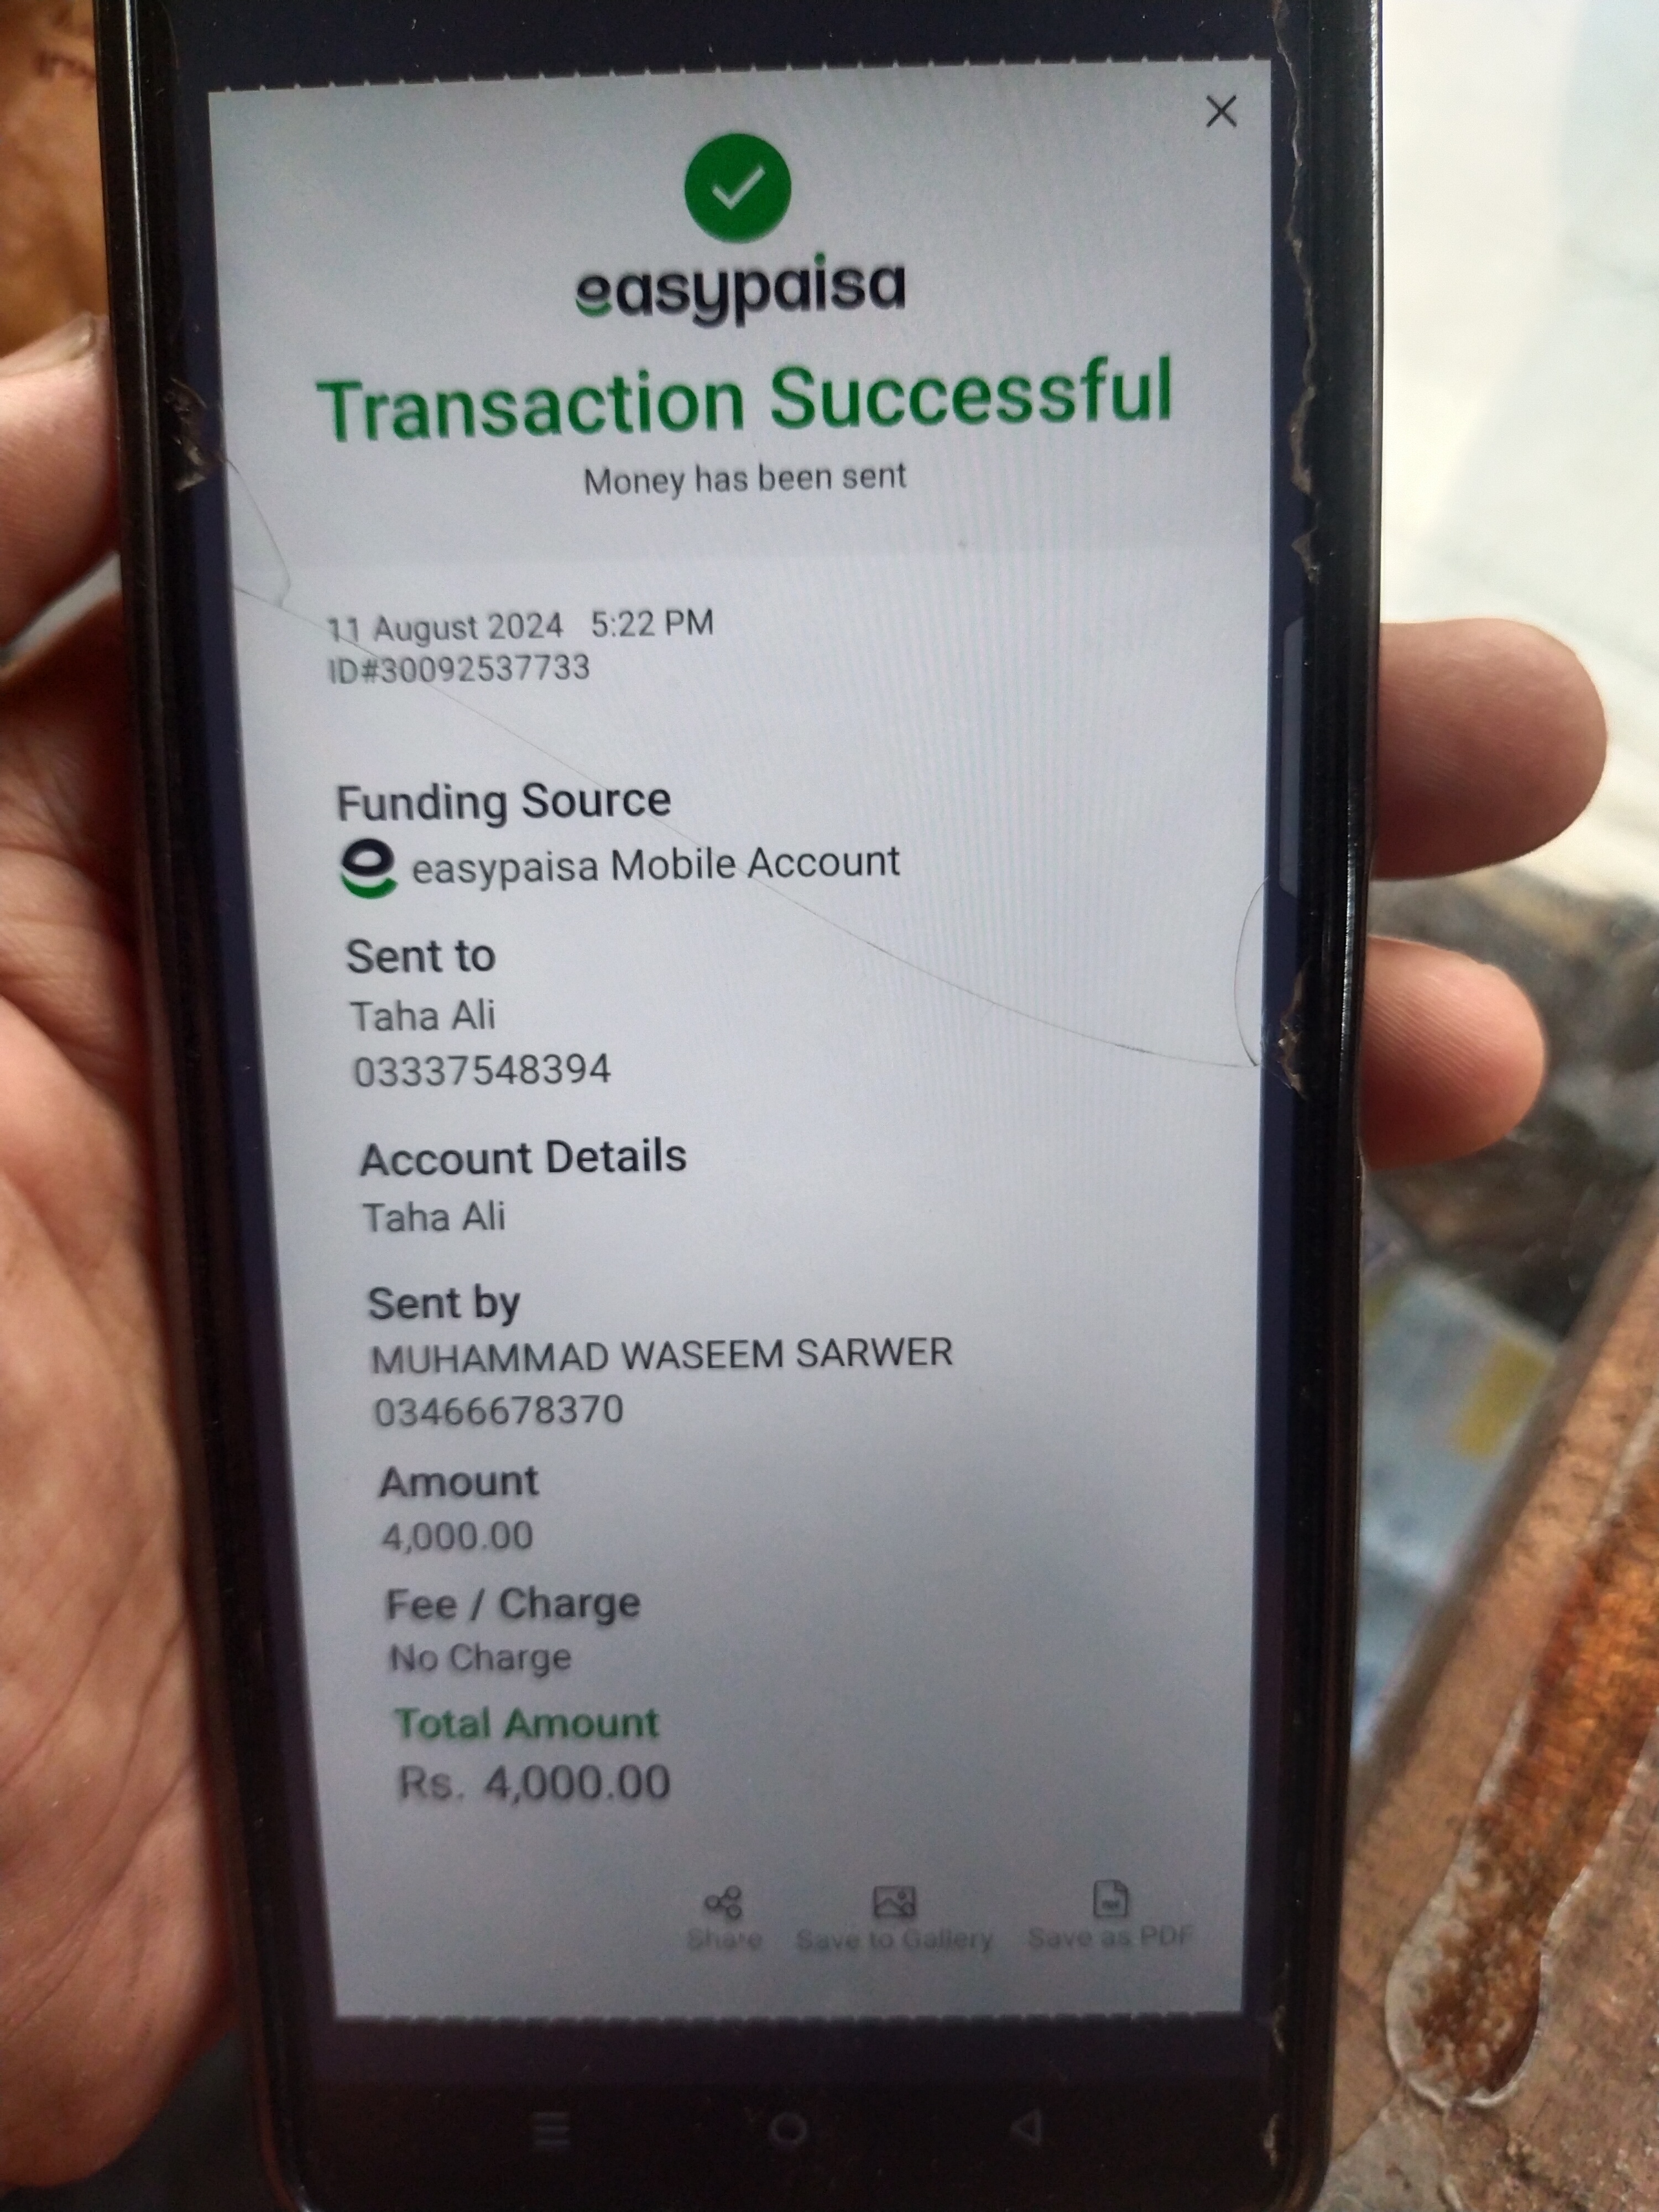 easypaisa
Transaction Successful
Money has been sent
11 August 2024 5:22 PM
ID#30092537733
Funding Source
easypaisa Mobile Account
Sent to
Taha Ali
03337548394
Account Details
Taha Ali
Sent by
MUHAMMAD WASEEM SARWER
03466678370
Amount
4,000.00
Fee / Charge
No Charge
Total Amount
Rs. 4,000.00
Share Save to Gallery Save as PDF